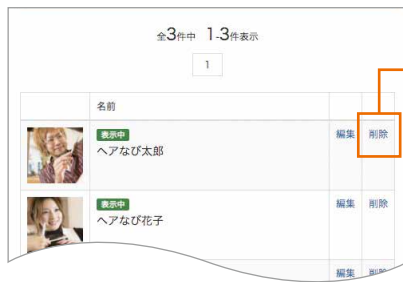 全3件中 1-3件表示
1
名前
表示中 編集 削除
ヘアなび太郎
表示中 編集 削除
ヘアなび花子
編集